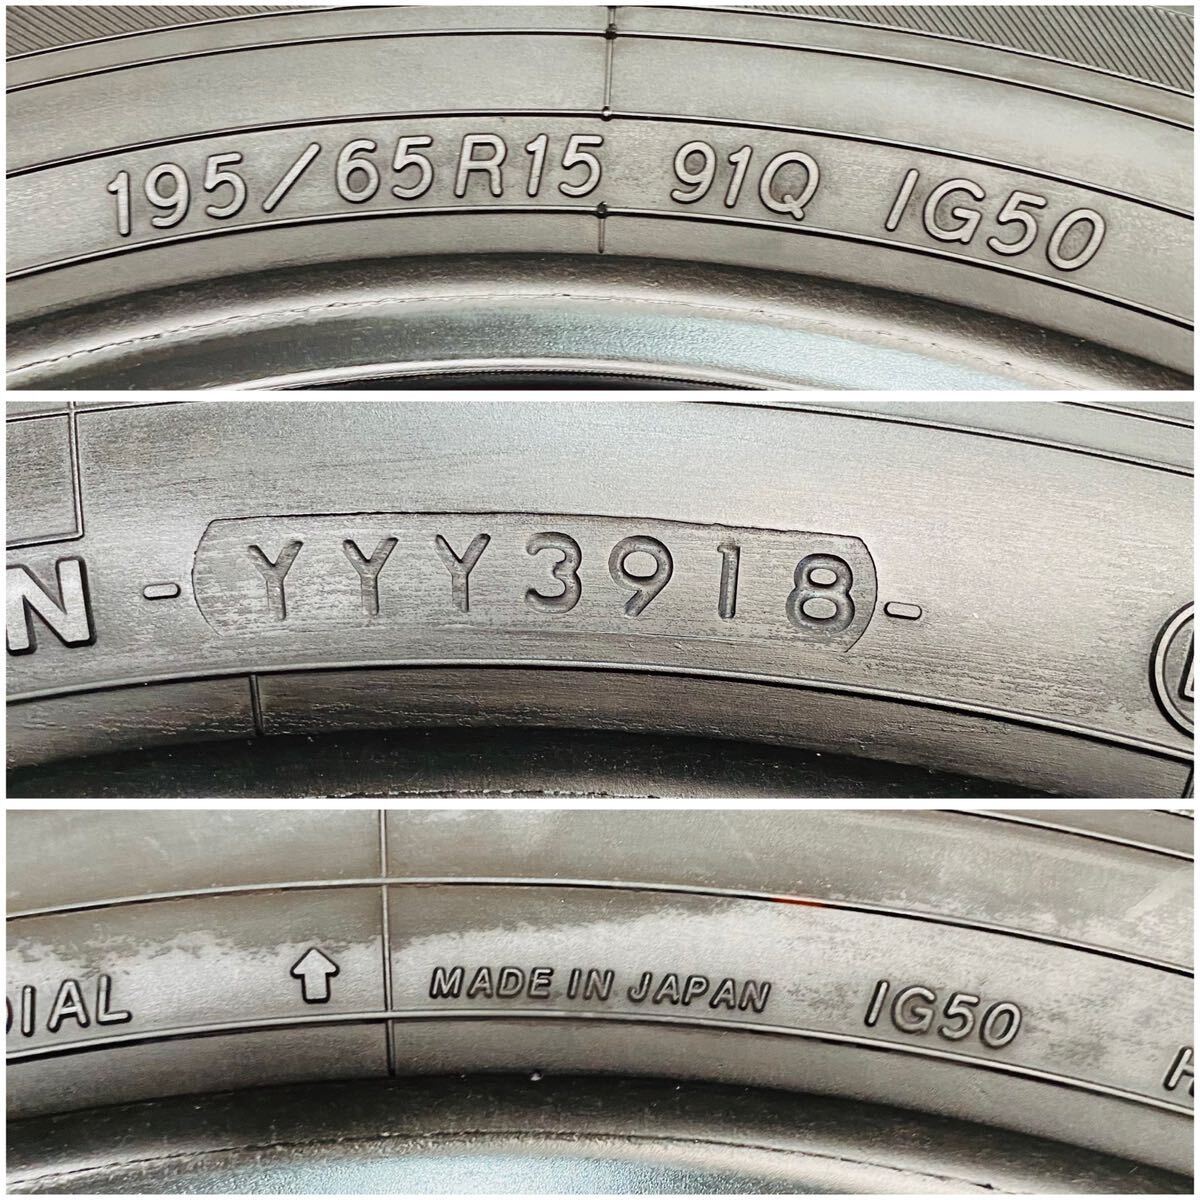 195/65R15 91Q IG50
N - YYY3918 -
DIAL ↑ MADE IN JAPAN IG50 H